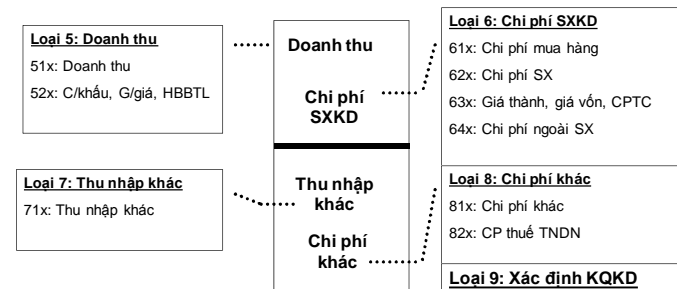 Loại 5: Doanh thu
51x: Doanh thu
52x: C/khấu, G/giá, HBBTL
Loại 7: Thu nhập khác
71x: Thu nhập khác
Doanh thu
Chi phí
SXKD
Thu nhập
khác
Chi phí
khác
Loại 6: Chi phí SXKD
61x: Chi phí mua hàng
62x: Chi phí SX
63x: Giá thành, giá vốn, CPTC
64x: Chi phí ngoài SX
Loại 8: Chi phí khác
81x: Chi phí khác
82x: CP thuế TNDN
Loại 9: Xác định KQKD